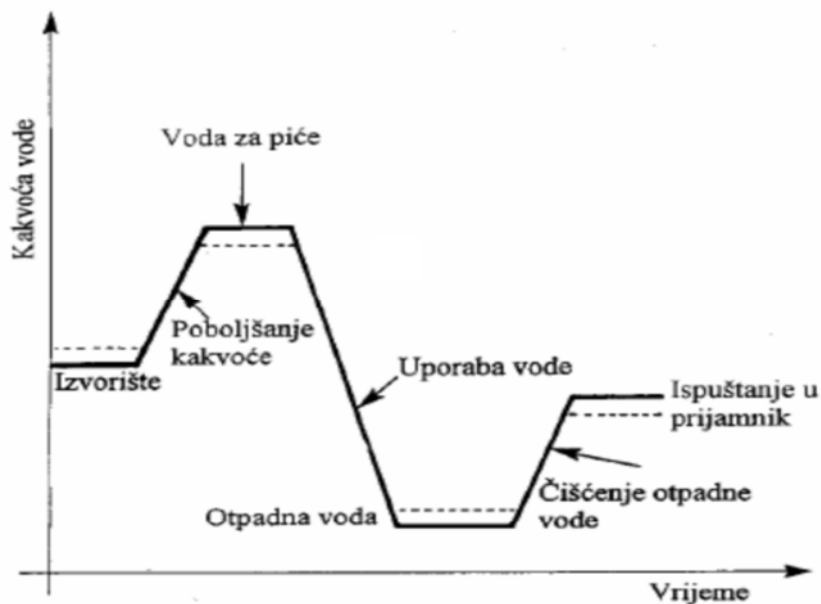 Kakvoća vode
Voda za piće
Poboljšanje
kakvoće
Izvorište
Uporaba vode
Ispuštanje u
prijamnik
Otpadna voda
Čišćenje otpadne
vode
Vrijeme